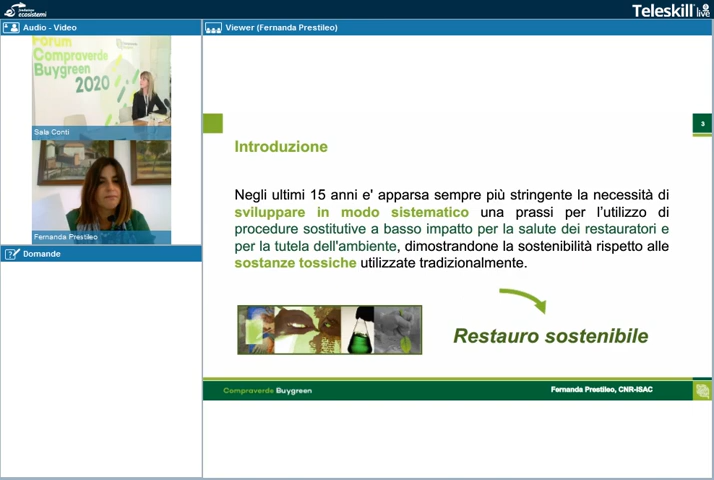 fondazione
ecosistemi
Teleskill
live
Audio - Video
Viewer (Fernanda Prestileo)
Forum
Compraverde
Buygreen
2020
Sala Conti
Fernanda Prestileo
Domande
3
Introduzione
Negli ultimi 15 anni e' apparsa sempre più stringente la necessità di
sviluppare in modo sistematico una prassi per l'utilizzo di
procedure sostitutive a basso impatto per la salute dei restauratori e
per la tutela dell'ambiente, dimostrandone la sostenibilità rispetto alle
sostanze tossiche utilizzate tradizionalmente.
Restauro sostenibile
Compraverde Buygreen
Fernanda Prestileo, CNR-ISAC